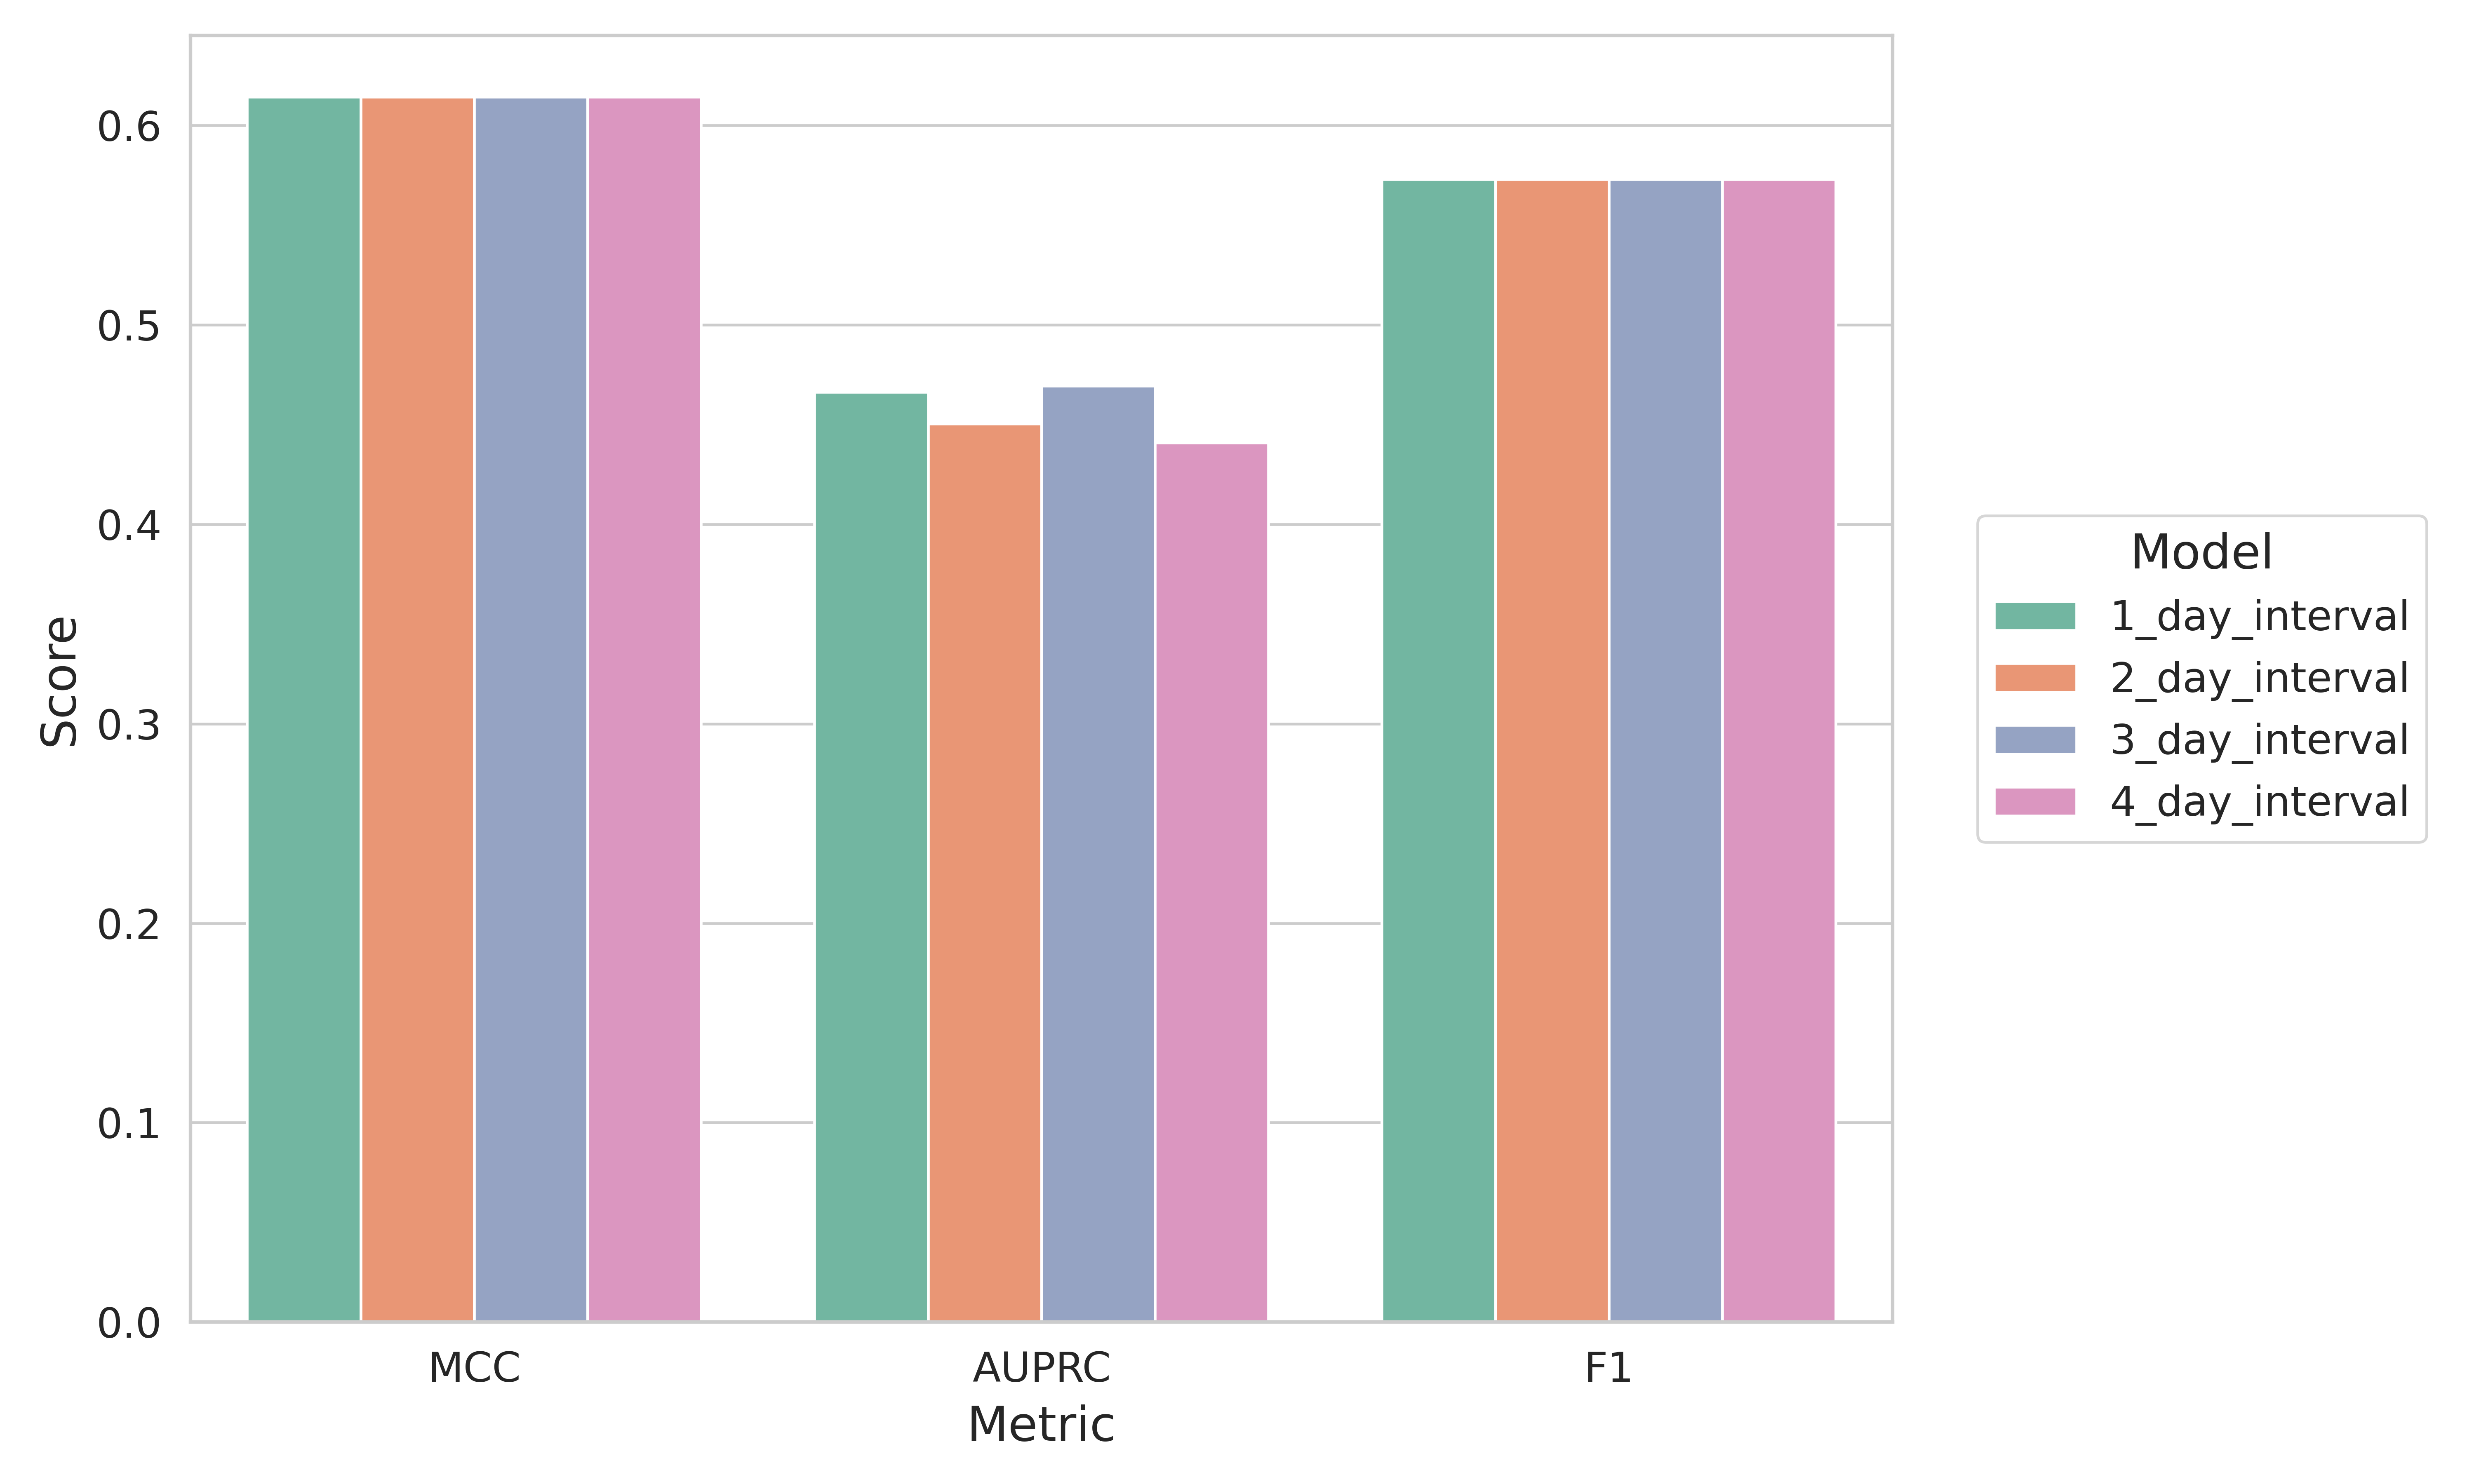 0.6
0.5
0.4
0.3
0.2
0.1
0.0
Score
MCC
AUPRC
F1
Metric
Model
1_day_interval
2_day_interval
3_day_interval
4_day_interval